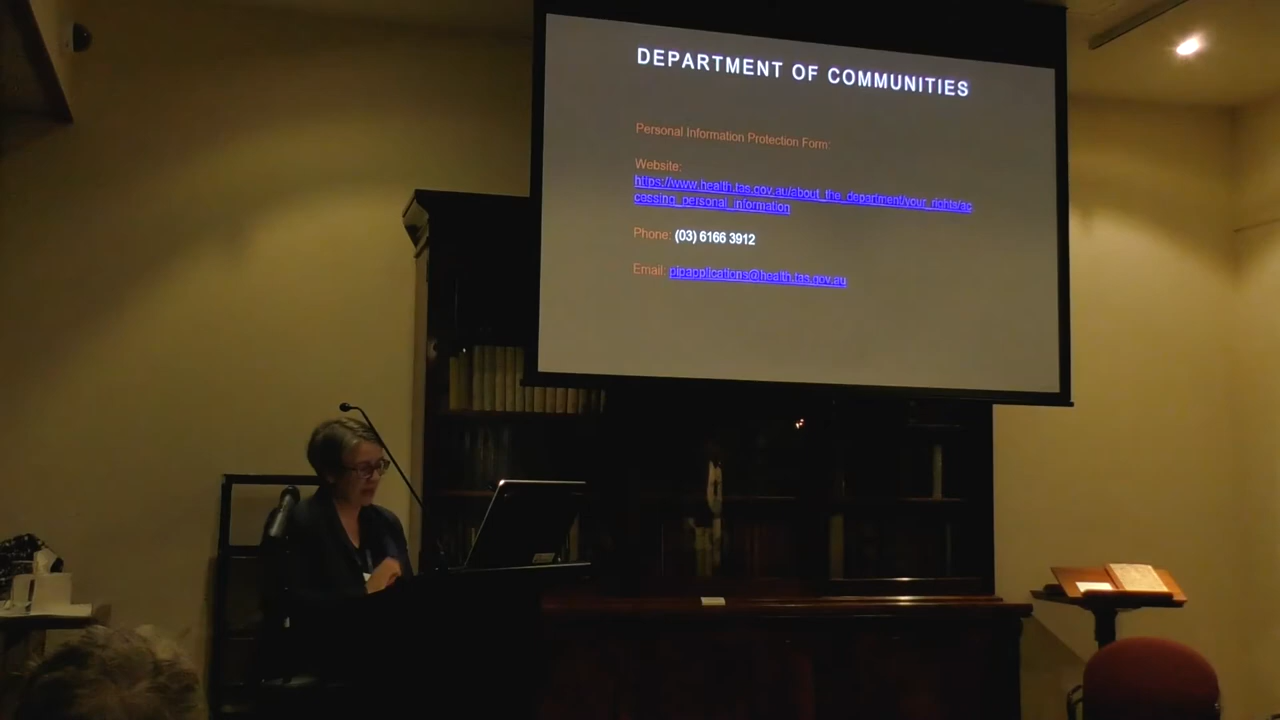 DEPARTMENT OF COMMUNITIES
Personal Information Protection Form:
Website:
https://www.health.tas.gov.au/about_the_department/your_rights/ac
cessing_personal_information
Phone: (03) 6166 3912
Email: pipapplications@health.tas.gov.au